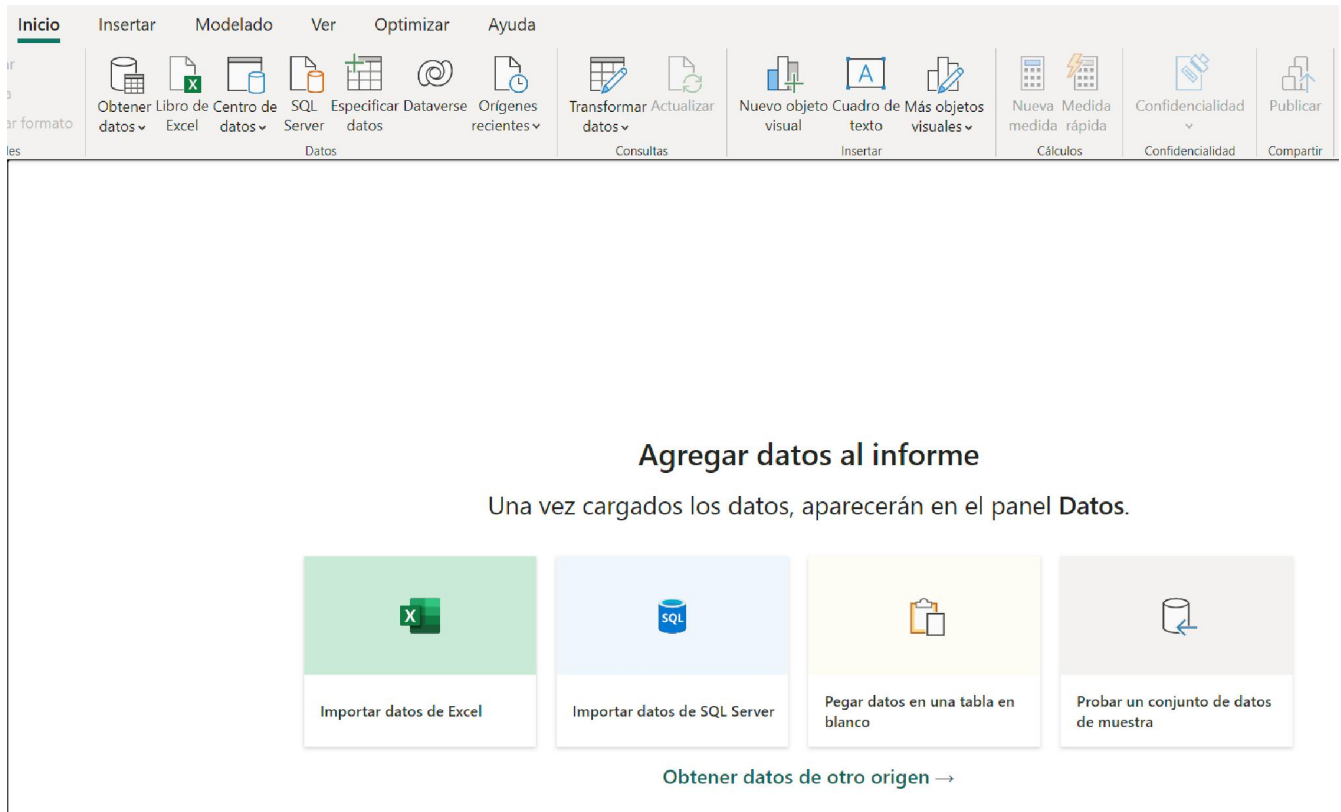 Inicio Insertar Modelado Ver Optimizar Ayuda
Obtener datos
Libro de Excel
Centro de datos
SQL Server
Especificar datos
Dataverse
Orígenes recientes
Transformar datos
Actualizar
Nuevo objeto visual
Cuadro de texto
A
Más objetos visuales
Nueva medida
Medida rápida
Confidencialidad
Publicar
ar formato
Datos Consultas Insertar Cálculos Confidencialidad Compartir
Agregar datos al informe
Una vez cargados los datos, aparecerán en el panel Datos.
X
SQL
Importar datos de Excel
Importar datos de SQL Server
Pegar datos en una tabla en
blanco
Probar un conjunto de datos
de muestra
Obtener datos de otro origen →